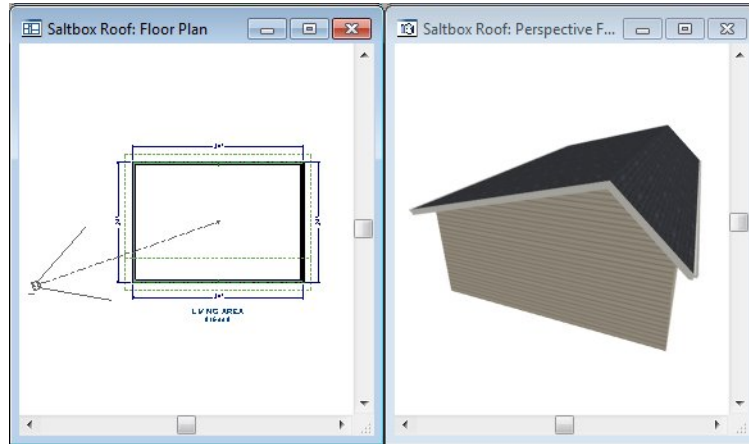 Saltbox Roof: Floor Plan
Saltbox Roof: Perspective F...
LIVING AREA